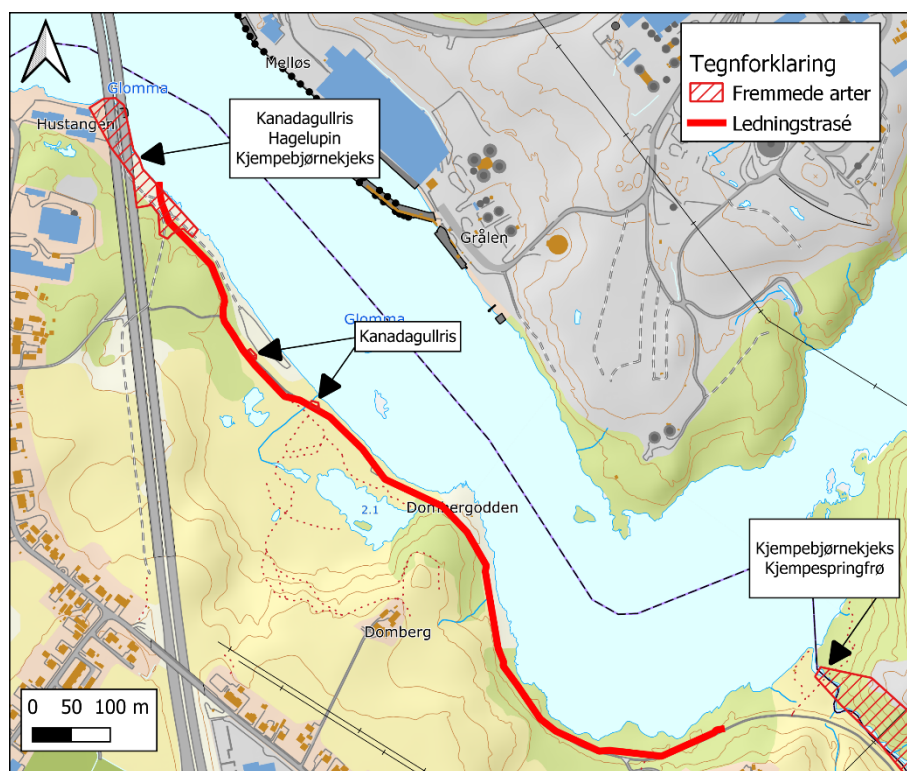 Melløs
Tegnforklaring
Fremmede arter
Ledningstrasé
Glomma
Hustangen
Kanadagullris
Hagelupin
Kjempebjørnekjeks
Grålen
Glomma
Kanadagullris
2.1
Dombergodden
Kjempebjørnekjeks
Kjempespringfrø
Domberg
0 50 100 m